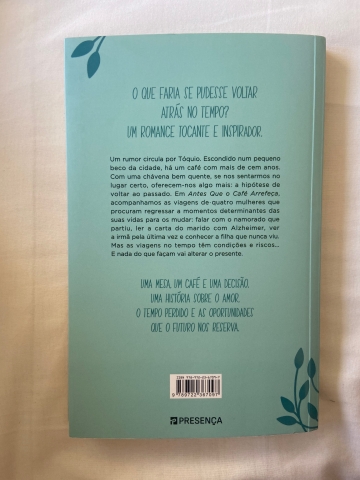 O QUE FARIA SE PUDESSE VOLTAR
ATRÁS NO TEMPO?
UM ROMANCE TOCANTE E INSPIRADOR.
Um rumor circula por Tóquio. Escondido num pequeno
beco da cidade, há um café com mais de cem anos.
Com uma chávena bem quente, se nos sentarmos no
lugar certo, oferecem-nos algo mais: a hipótese de
voltar ao passado. Em Antes Que o Café Arrefeça,
acompanhamos as viagens de quatro mulheres que
procuram regressar a momentos determinantes das
suas vidas para os mudar: falar com o namorado que
partiu, ler a carta do marido com Alzheimer, ver
a irmã pela última vez e conhecer a filha que nunca viu.
Mas as viagens no tempo têm condições e riscos...
E nada do que façam vai alterar o presente.
UMA MESA, UM CAFÉ E UMA DECISÃO.
UMA HISTÓRIA SOBRE O AMOR,
O TEMPO PERDIDO E AS OPORTUNIDADES
QUE O FUTURO NOS RESERVA.
PRESENÇA